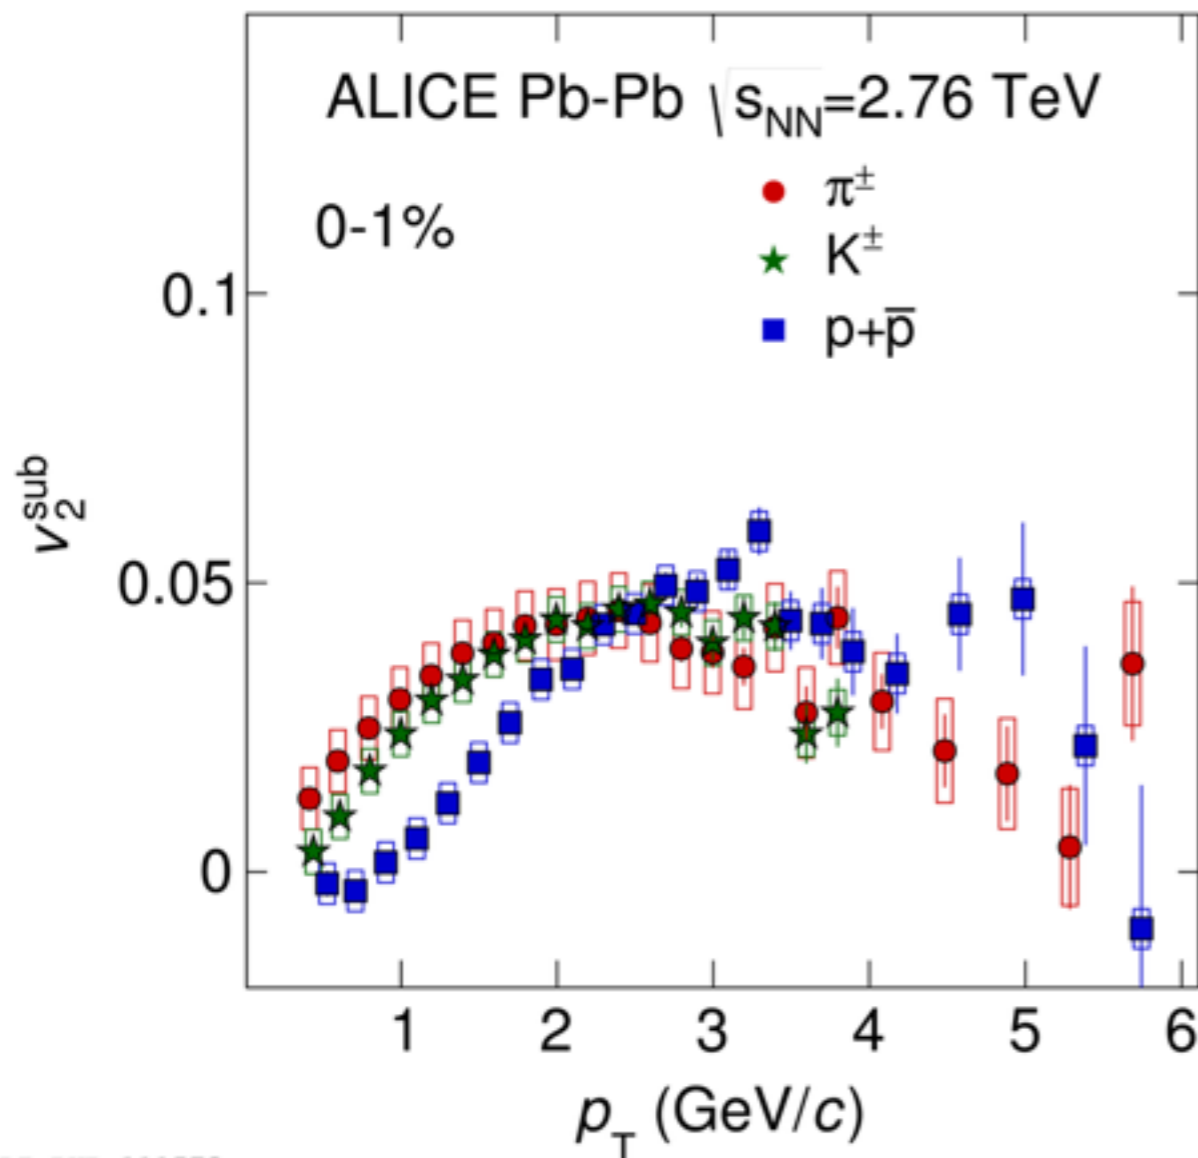 ALICE Pb-Pb √sNN=2.76 TeV
0-1%
π±
K±
p+p̅
0.1
0.05
0
v2sub
1 2 3 4 5 6
pT (GeV/c)